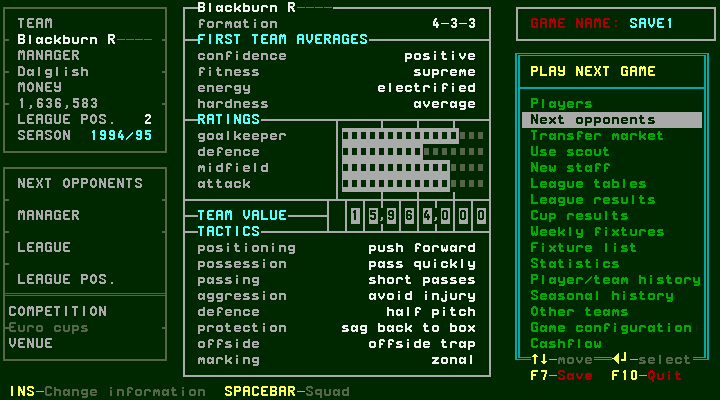 TEAM
Blackburn R
MANAGER
Dalglish
MONEY
1,636,583
LEAGUE POS. 2
SEASON 1994/95
NEXT OPPONENTS
MANAGER
LEAGUE
LEAGUE POS.
COMPETITION
Euro cups
VENUE
Blackburn R
formation 4-3-3
FIRST TEAM AVERAGES
confidence positive
fitness supreme
energy electrified
hardness average
RATINGS
goalkeeper
defence
midfield
attack
TEAM VALUE 15,964,000
TACTICS
positioning push forward
possession pass quickly
passing short passes
aggression avoid injury
defence half pitch
protection sag back to box
offside offside trap
marking zonal
GAME NAME: SAVE1
PLAY NEXT GAME
Players
Next opponents
Transfer market
Use scout
New staff
League tables
League results
Cup results
Weekly fixtures
Fixture list
Statistics
Player/team history
Seasonal history
Other teams
Game configuration
Cashflow
↑↓-move ◄┘-select
F7-Save F10-Quit
INS-Change information SPACEBAR-Squad